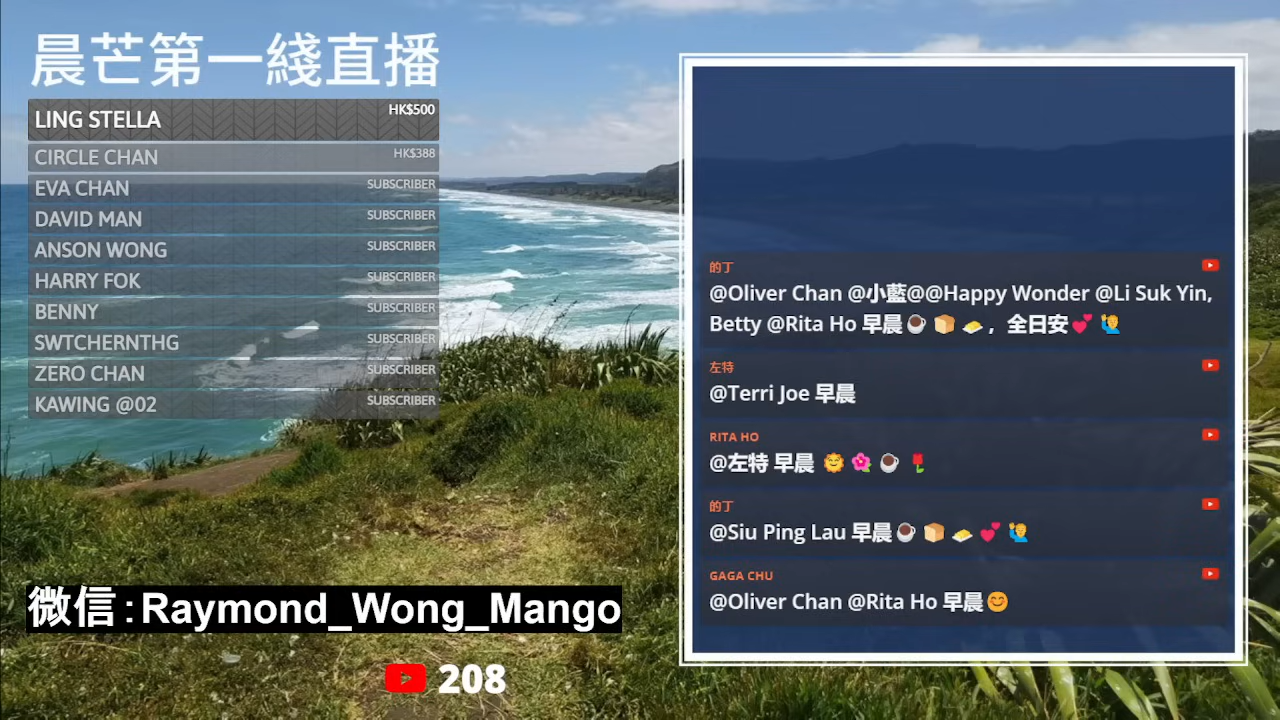 晨芒第一綫直播
LING STELLA HK$500
CIRCLE CHAN HK$388
EVA CHAN SUBSCRIBER
DAVID MAN SUBSCRIBER
ANSON WONG SUBSCRIBER
HARRY FOK SUBSCRIBER
BENNY SUBSCRIBER
SWTCHERNTHG SUBSCRIBER
ZERO CHAN SUBSCRIBER
KAWING @02 SUBSCRIBER
的丁
@Oliver Chan @小藍@@Happy Wonder @Li Suk Yin,
Betty @Rita Ho 早晨☕🍞🧈，全日安💕🙋‍♂️
左特
@Terri Joe 早晨
RITA HO
@左特 早晨 🌞🌺☕🌷
的丁
@Siu Ping Lau 早晨☕🍞🧈💕🙋‍♂️
GAGA CHU
@Oliver Chan @Rita Ho 早晨😊
微信:Raymond_Wong_Mango
208